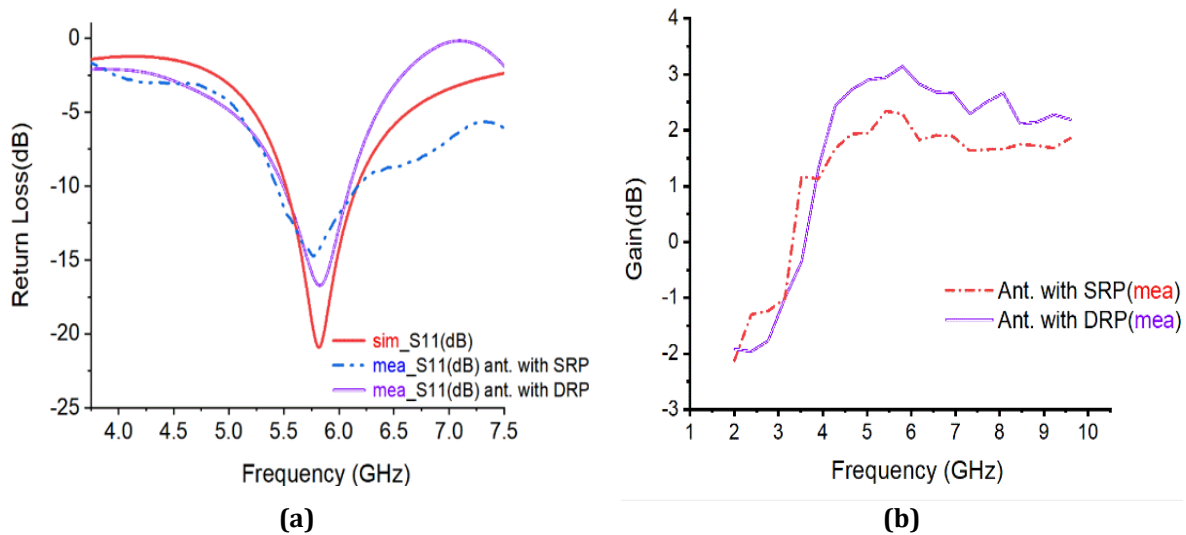 0
-5
-10
-15
-20
-25
Return Loss(dB)
4.0 4.5 5.0 5.5 6.0 6.5 7.0 7.5
Frequency (GHz)
sim_S11(dB)
mea_S11(dB) ant. with SRP
mea_S11(dB) ant. with DRP
(a)
4
3
2
1
0
-1
-2
-3
Gain(dB)
1 2 3 4 5 6 7 8 9 10
Frequency (GHz)
Ant. with SRP(mea)
Ant. with DRP(mea)
(b)